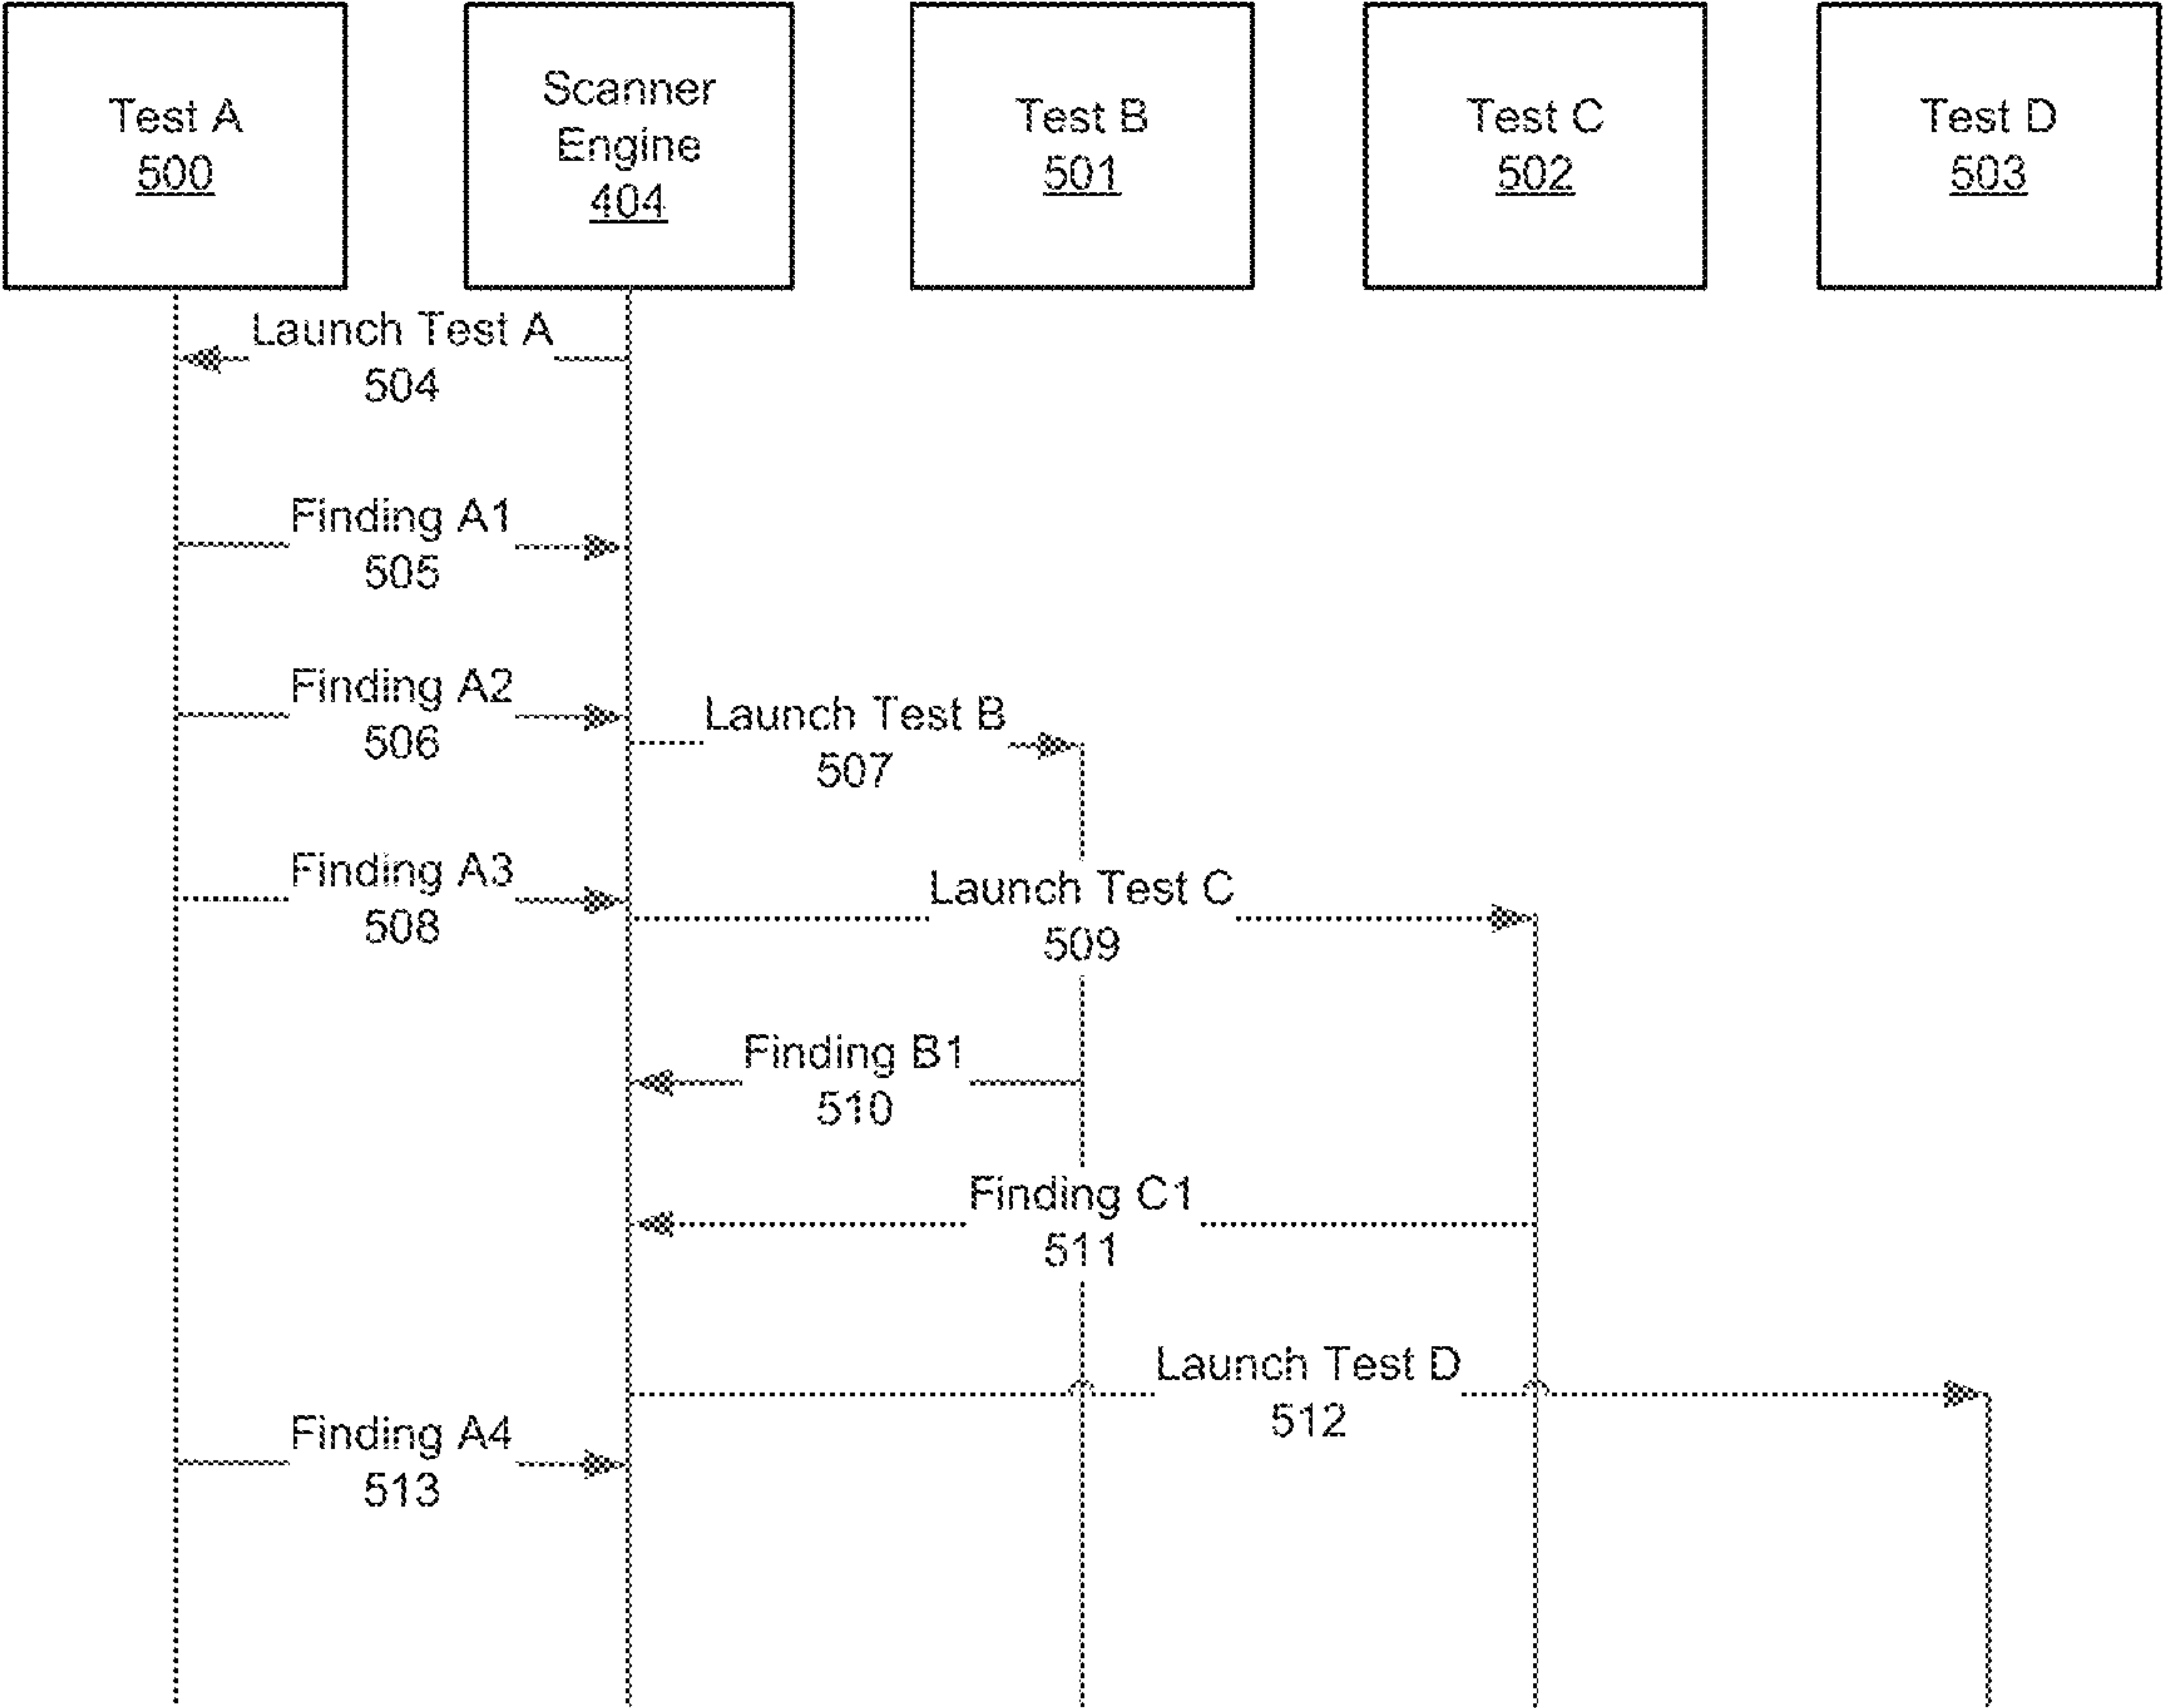 Test A
500
Scanner
Engine
404
Test B
501
Test C
502
Test D
503
Launch Test A
504
Finding A1
505
Finding A2
506
Launch Test B
507
Finding A3
508
Launch Test C
509
Finding B1
510
Finding C1
511
Launch Test D
512
Finding A4
513